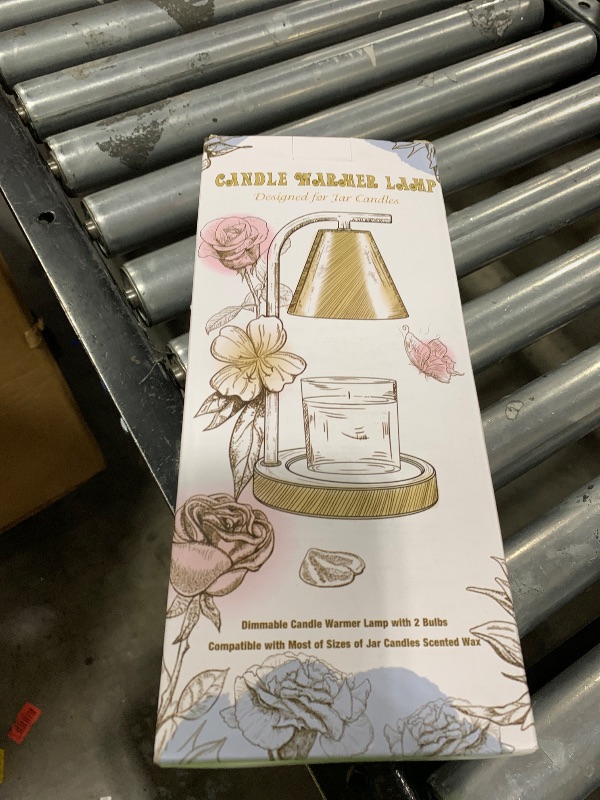 CANDLE WARMER LAMP
Designed for Jar Candles
Dimmable Candle Warmer Lamp with 2 Bulbs
Compatible with Most of Sizes of Jar Candles Scented Wax